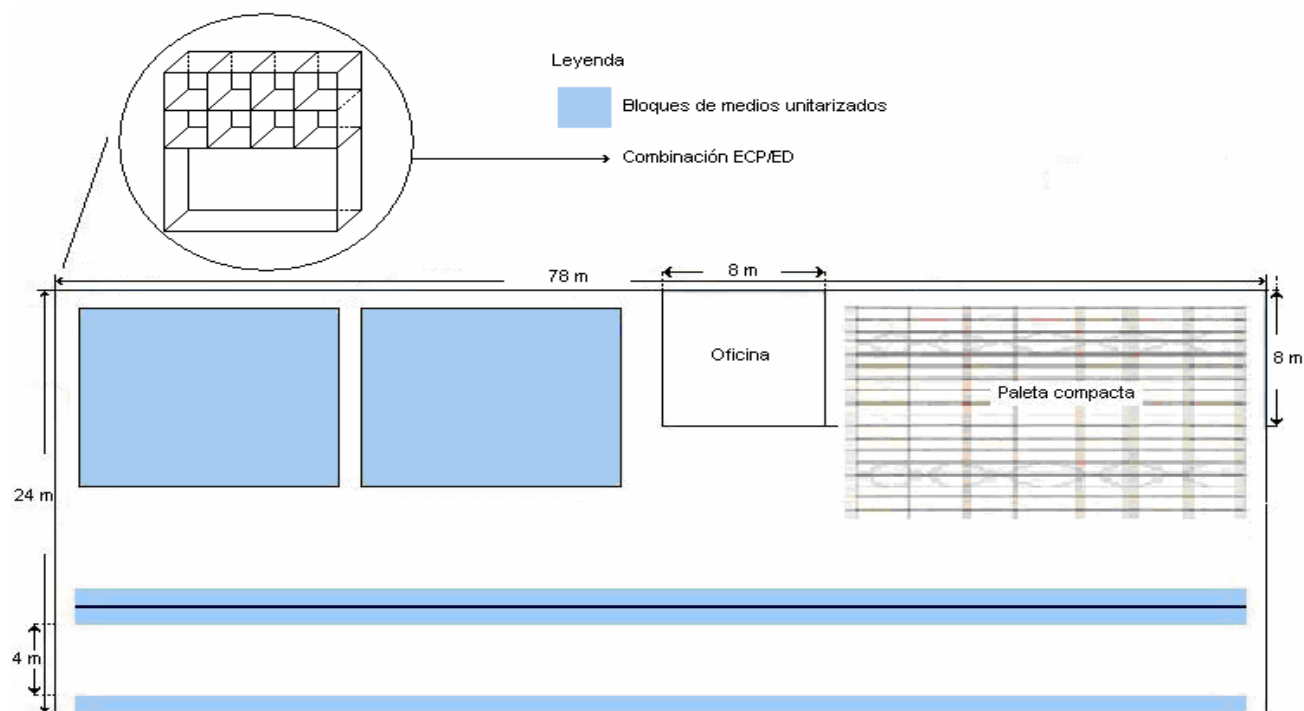 Leyenda
Bloques de medios unitarizados
Combinación ECP/ED
78 m
8 m
Oficina
8 m
Paleta compacta
24 m
4 m